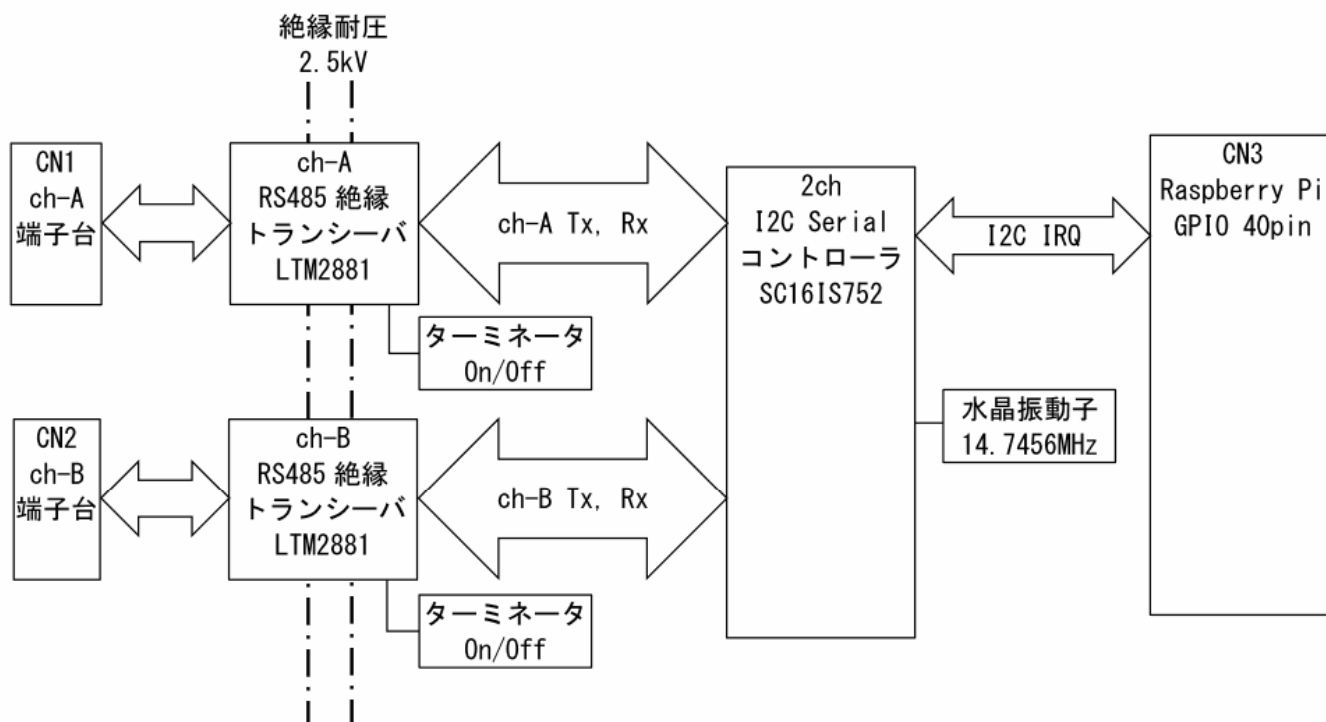 絶縁耐圧
2.5kV
CN1
ch-A
端子台
ch-A
RS485 絶縁
トランシーバ
LTM2881
ch-A Tx, Rx
2ch
I2C Serial
コントローラ
SC16IS752
I2C IRQ
CN3
Raspberry Pi
GPIO 40pin
ターミネータ
On/Off
水晶振動子
14.7456MHz
CN2
ch-B
端子台
ch-B
RS485 絶縁
トランシーバ
LTM2881
ch-B Tx, Rx
ターミネータ
On/Off